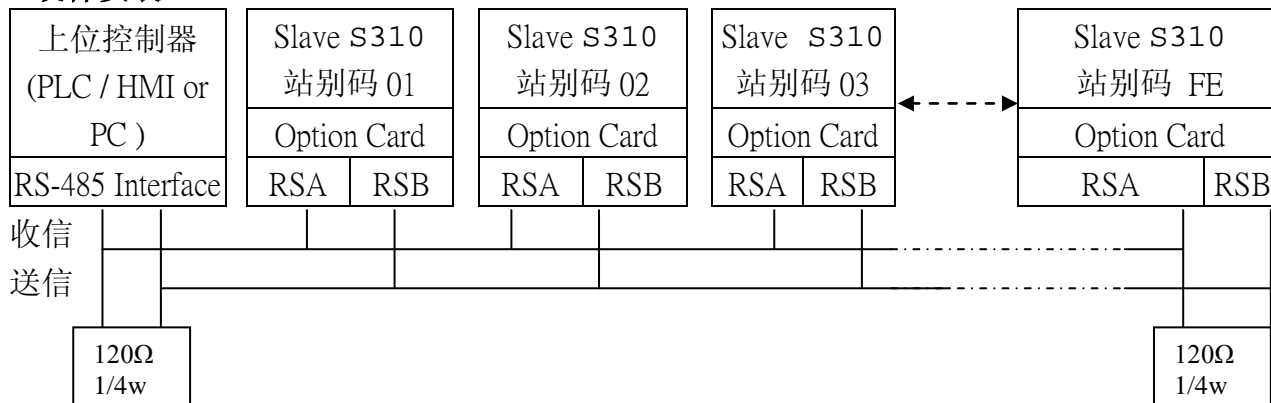 上位控制器
(PLC / HMI or
PC )
RS-485 Interface
Slave S310
站别码 01
Option Card
RSA RSB
Slave S310
站别码 02
Option Card
RSA RSB
Slave S310
站别码 03
Option Card
RSA RSB
Slave S310
站别码 FE
Option Card
RSA RSB
收信
送信
120Ω
1/4w
120Ω
1/4w